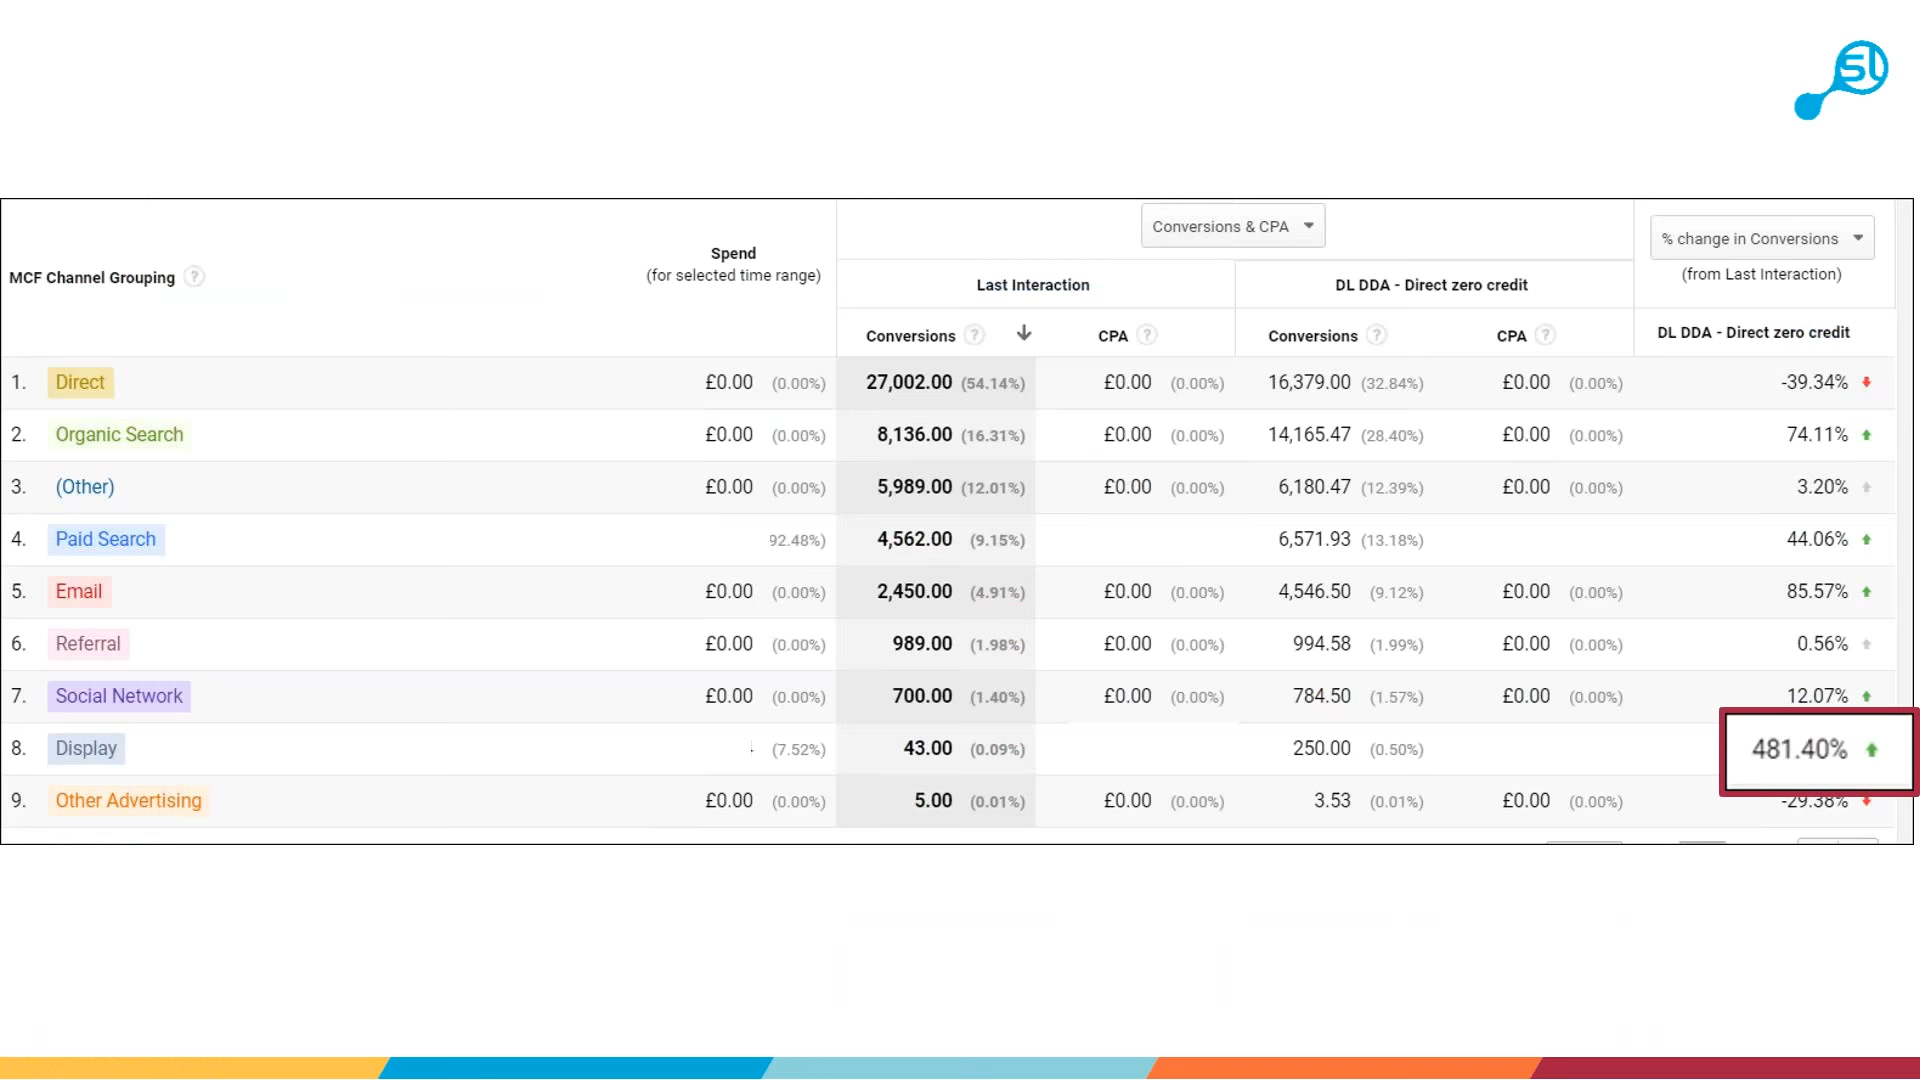 SL
Conversions & CPA
% change in Conversions
(from Last Interaction)
MCF Channel Grouping ?
Spend
(for selected time range)
Last Interaction
DL DDA - Direct zero credit
Conversions ? CPA ? Conversions ? CPA ? DL DDA - Direct zero credit
1. Direct £0.00 (0.00%) 27,002.00 (54.14%) £0.00 (0.00%) 16,379.00 (32.84%) £0.00 (0.00%) -39.34%
2. Organic Search £0.00 (0.00%) 8,136.00 (16.31%) £0.00 (0.00%) 14,165.47 (28.40%) £0.00 (0.00%) 74.11%
3. (Other) £0.00 (0.00%) 5,989.00 (12.01%) £0.00 (0.00%) 6,180.47 (12.39%) £0.00 (0.00%) 3.20%
4. Paid Search 92.48%) 4,562.00 (9.15%) 6,571.93 (13.18%) 44.06%
5. Email £0.00 (0.00%) 2,450.00 (4.91%) £0.00 (0.00%) 4,546.50 (9.12%) £0.00 (0.00%) 85.57%
6. Referral £0.00 (0.00%) 989.00 (1.98%) £0.00 (0.00%) 994.58 (1.99%) £0.00 (0.00%) 0.56%
7. Social Network £0.00 (0.00%) 700.00 (1.40%) £0.00 (0.00%) 784.50 (1.57%) £0.00 (0.00%) 12.07%
8. Display (7.52%) 43.00 (0.09%) 250.00 (0.50%) 481.40%
9. Other Advertising £0.00 (0.00%) 5.00 (0.01%) £0.00 (0.00%) 3.53 (0.01%) £0.00 (0.00%) -29.38%